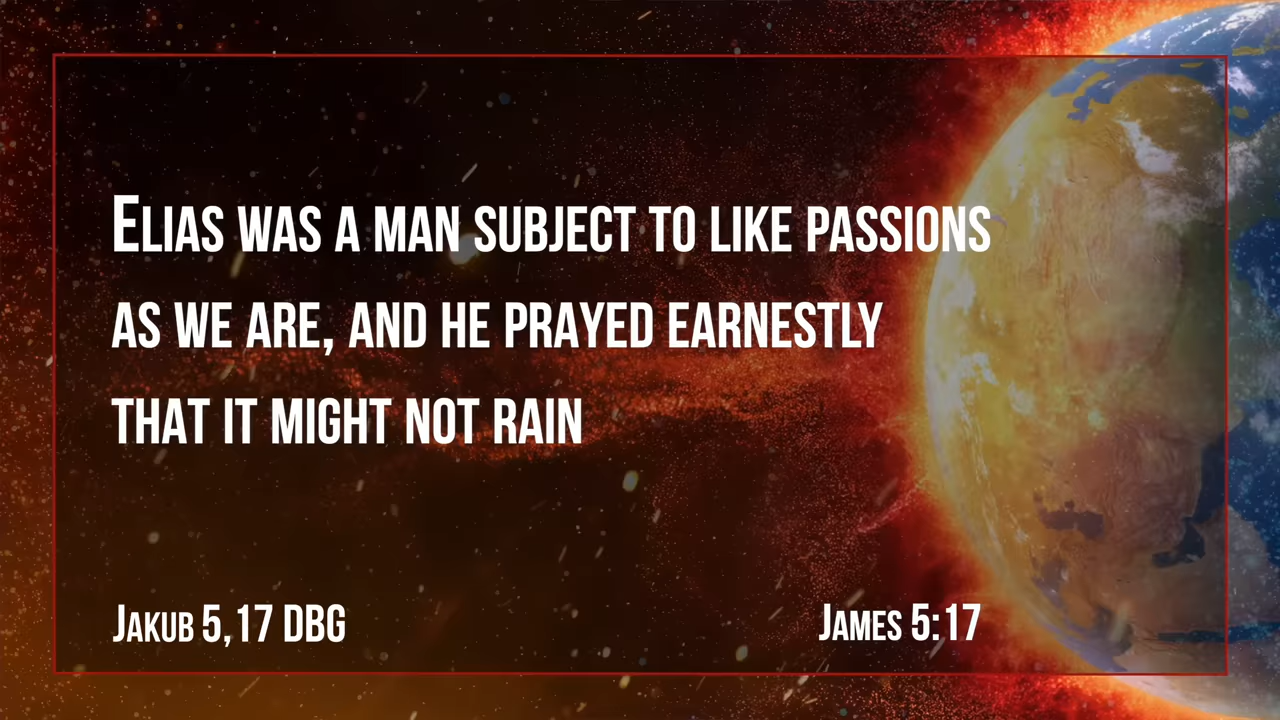 Elias was a man subject to like passions
as we are, and he prayed earnestly
that it might not rain
Jakub 5,17 DBG
James 5:17